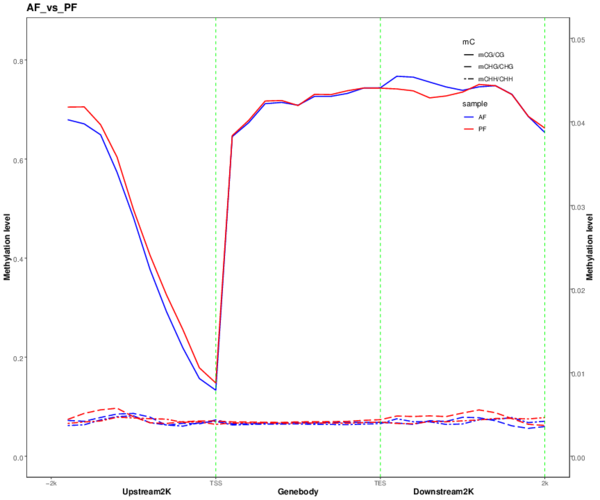 AF_vs_PF
mC
mCG/CG
mCHG/CHG
mCHH/CHH
sample
AF
PF
0.8
0.6
0.4
0.2
0.0
Methylation level
0.05
0.04
0.03
0.02
0.01
0.00
Methylation level
−2k
TSS
TES
2k
Upstream2K
Genebody
Downstream2K